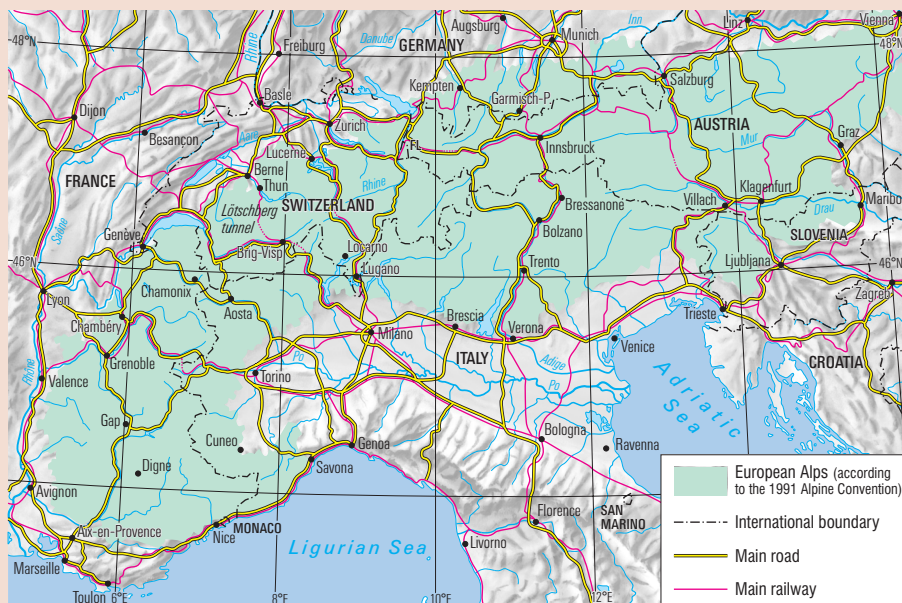 Augsburg
Inn
Linz
Vienna
48°N
Rhine
Freiburg
Danube
GERMANY
Munich
48°N
Kempten
Salzburg
Dijon
Basle
Garmisch-P.
Besancon
Aare
Zürich
AUSTRIA
Mur
Graz
Lucerne
FL
Innsbruck
FRANCE
Berne
Thun
Rhine
Bressanone
Klagenfurt
Villach
Drau
Maribo
Lötschberg
tunnel
SWITZERLAND
Saône
Genève
Bolzano
SLOVENIA
46°N
Brig-Visp
Locarno
Lugano
Trento
Ljubljana
46°N
Lyon
Chamonix
Aosta
Zagreb
Chambéry
Milano
Brescia
Verona
Trieste
Venice
Grenoble
Po
ITALY
Adige
CROATIA
Rhône
Valence
Torino
Po
Adriatic
Sea
Gap
Cuneo
Genoa
Bologna
Ravenna
Digne
Savona
Avignon
European Alps (according
to the 1991 Alpine Convention)
SAN
MARINO
Aix-en-Provence
Nice
MONACO
Florence
International boundary
Ligurian Sea
Livorno
Main road
Marseille
Toulon
6°E
8°E
10°E
12°E
Main railway